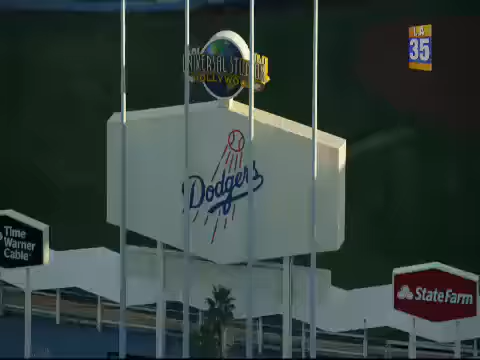 LA
35
UNIVERSAL STUDIOS
HOLLYWOOD
Dodgers
Time
Warner
Cable
StateFarm